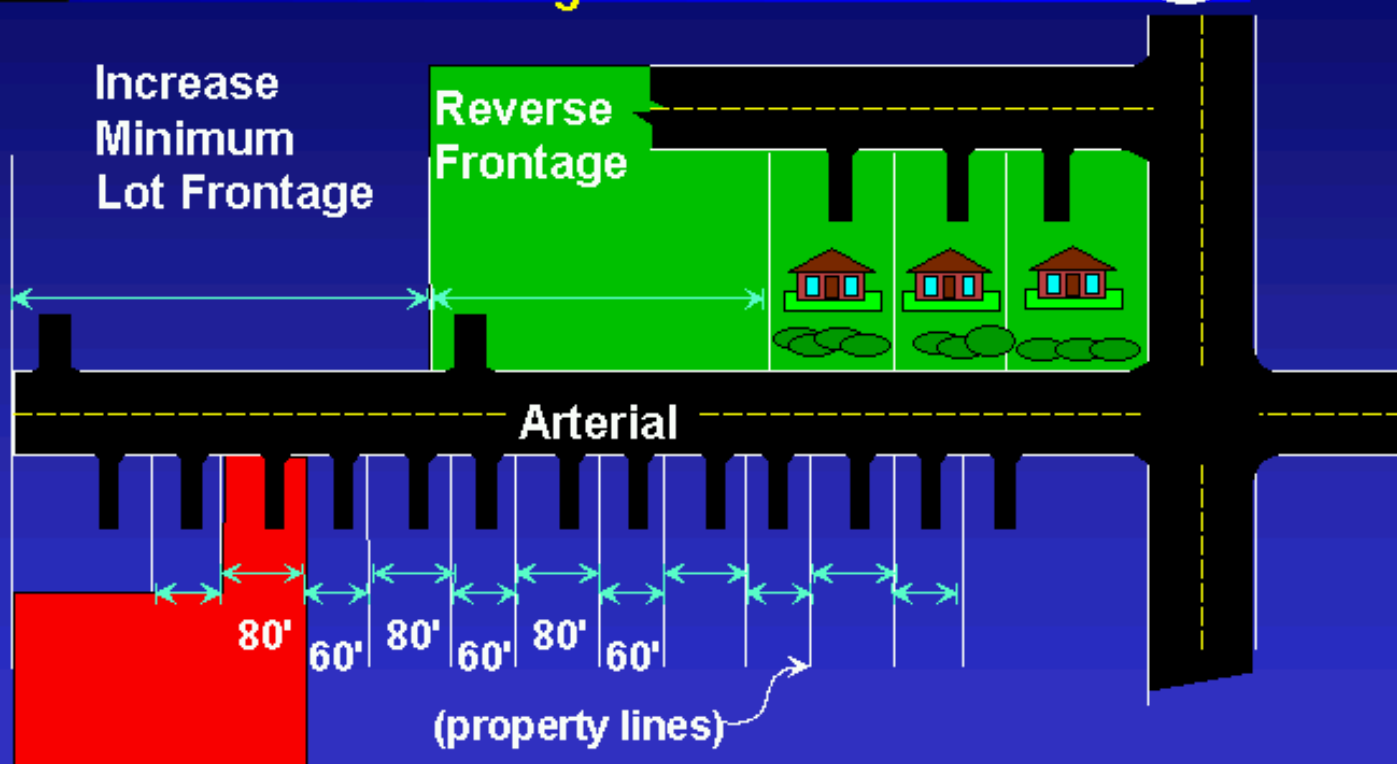 Increase
Minimum
Lot Frontage
Reverse
Frontage
Arterial
80'
60'
80'
60'
80'
60'
(property lines)